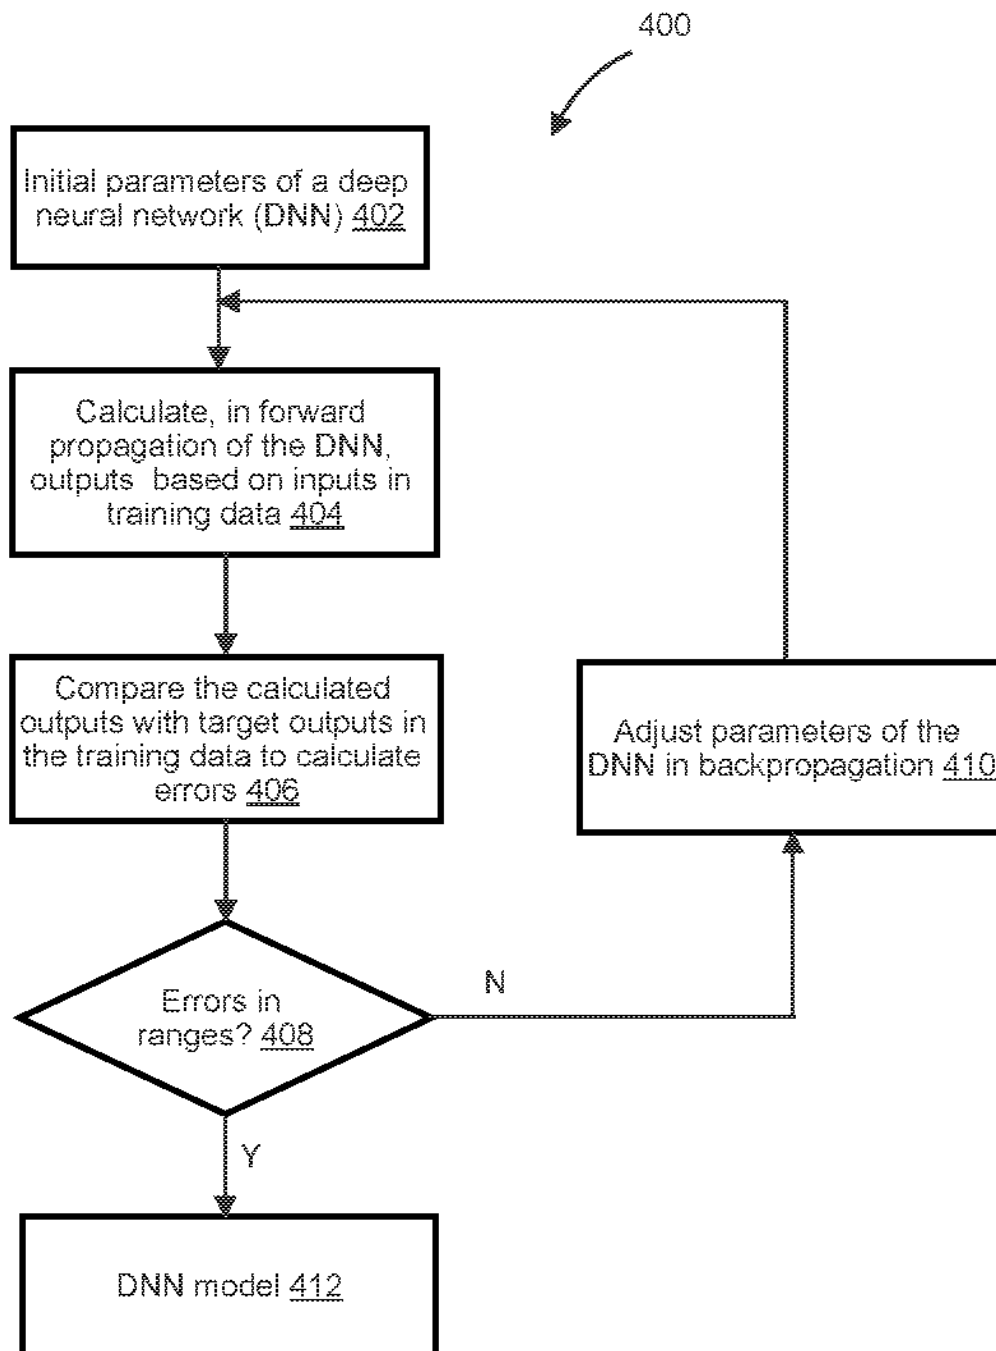 400
Initial parameters of a deep
neural network (DNN) 402
Calculate, in forward
propagation of the DNN,
outputs based on inputs in
training data 404
Compare the calculated
outputs with target outputs in
the training data to calculate
errors 406
Adjust parameters of the
DNN in backpropagation 410
Errors in
ranges? 408
N
Y
DNN model 412